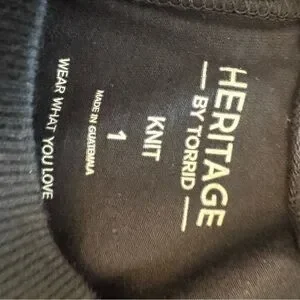 HERITAGE
— BY TORRID —
KNIT
1
MADE IN GUATEMALA
WEAR WHAT YOU LOVE